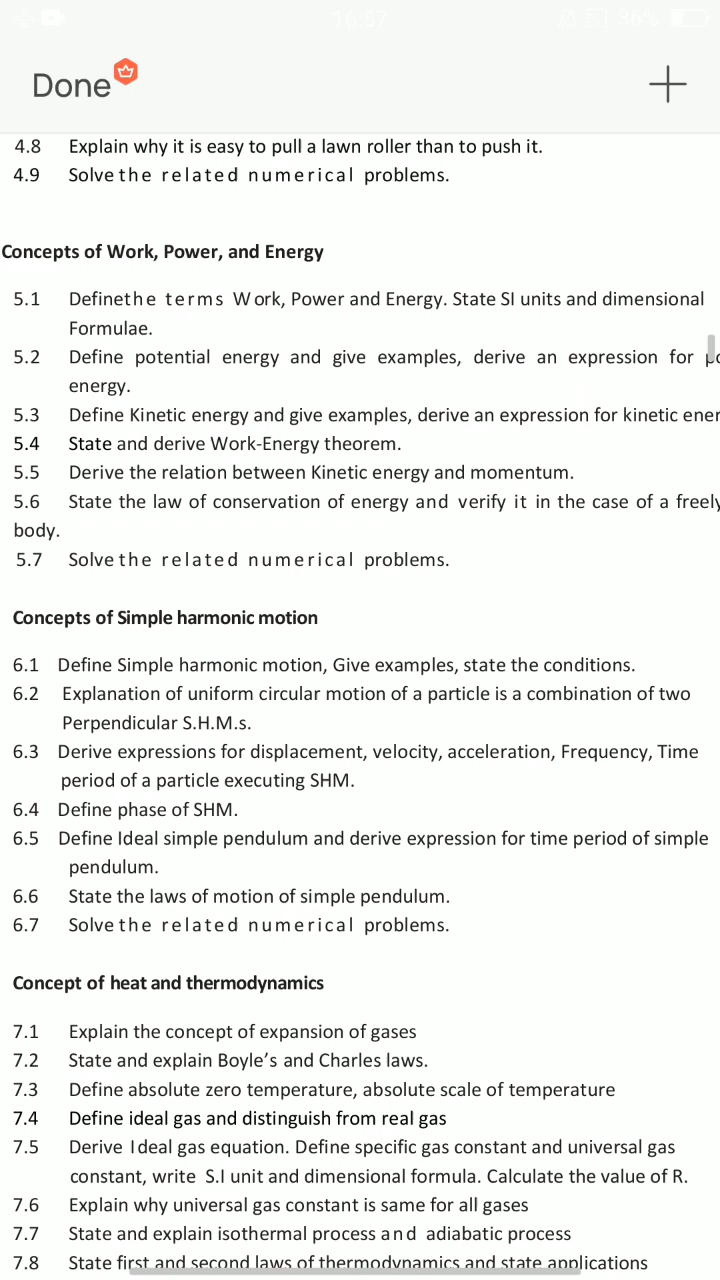 16:57
36%
Done
4.8 Explain why it is easy to pull a lawn roller than to push it.
4.9 Solve the related numerical problems.
Concepts of Work, Power, and Energy
5.1 Definethe terms Work, Power and Energy. State SI units and dimensional
Formulae.
5.2 Define potential energy and give examples, derive an expression for
energy.
5.3 Define Kinetic energy and give examples, derive an expression for kinetic ener
5.4 State and derive Work-Energy theorem.
5.5 Derive the relation between Kinetic energy and momentum.
5.6 State the law of conservation of energy and verify it in the case of a freely
body.
5.7 Solve the related numerical problems.
Concepts of Simple harmonic motion
6.1 Define Simple harmonic motion, Give examples, state the conditions.
6.2 Explanation of uniform circular motion of a particle is a combination of two
Perpendicular S.H.M.s.
6.3 Derive expressions for displacement, velocity, acceleration, Frequency, Time
period of a particle executing SHM.
6.4 Define phase of SHM.
6.5 Define Ideal simple pendulum and derive expression for time period of simple
pendulum.
6.6 State the laws of motion of simple pendulum.
6.7 Solve the related numerical problems.
Concept of heat and thermodynamics
7.1 Explain the concept of expansion of gases
7.2 State and explain Boyle’s and Charles laws.
7.3 Define absolute zero temperature, absolute scale of temperature
7.4 Define ideal gas and distinguish from real gas
7.5 Derive Ideal gas equation. Define specific gas constant and universal gas
constant, write S.I unit and dimensional formula. Calculate the value of R.
7.6 Explain why universal gas constant is same for all gases
7.7 State and explain isothermal process and adiabatic process
7.8 State first and second laws of thermodynamics and state applications